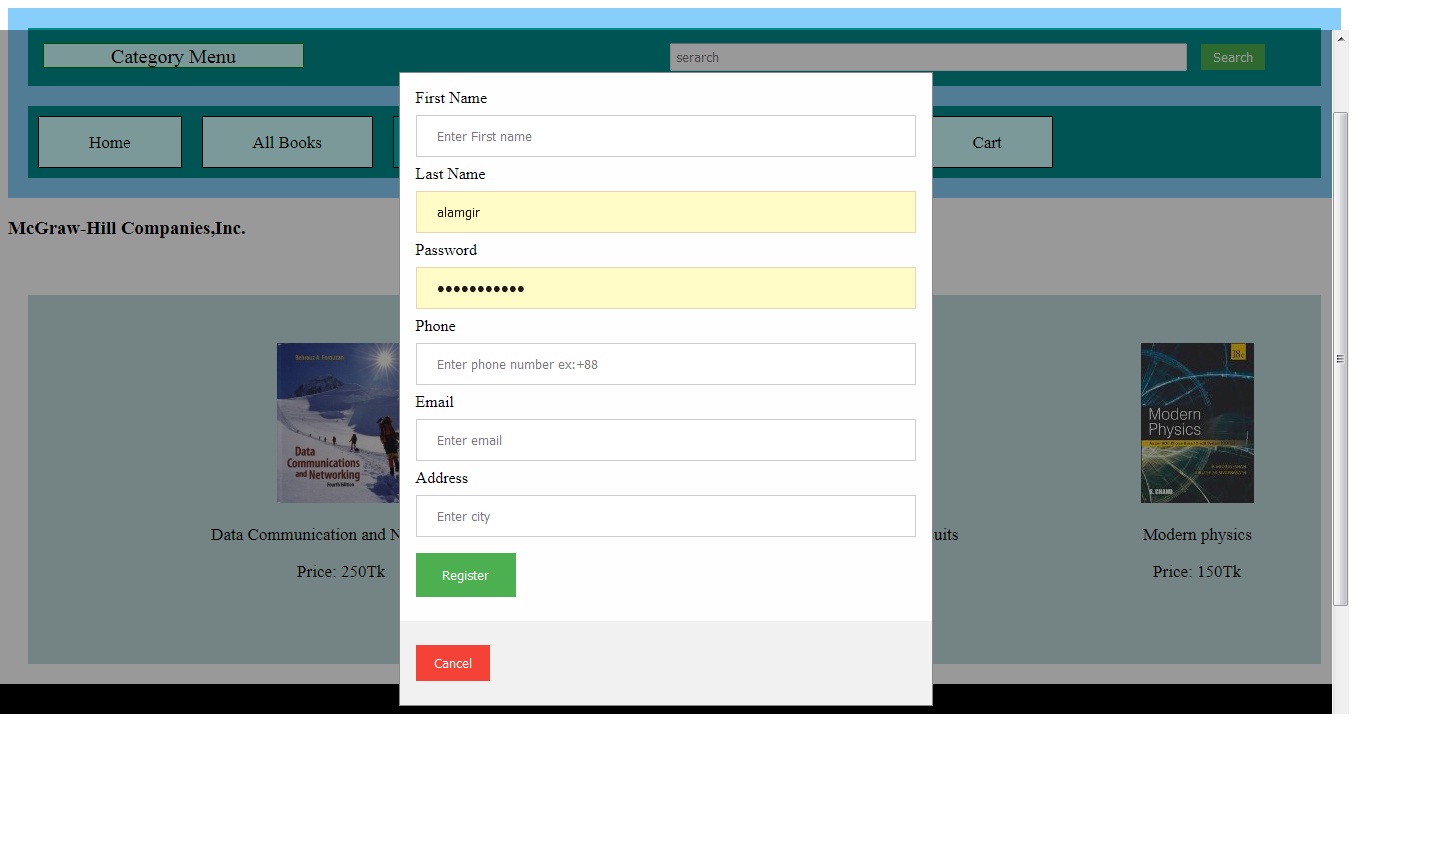 Category Menu
serarch
Search
Home
All Books
Cart
McGraw-Hill Companies,Inc.
First Name
Enter First name
Last Name
alamgir
Password
•••••••••••
Phone
Enter phone number ex:+88
Email
Enter email
Address
Enter city
Register
Cancel
Data
Communications
and Networking
Fourth Edition
Data Communication and N
Price: 250Tk
uits
18e
Modern
Physics
S. CHAND
Modern physics
Price: 150Tk